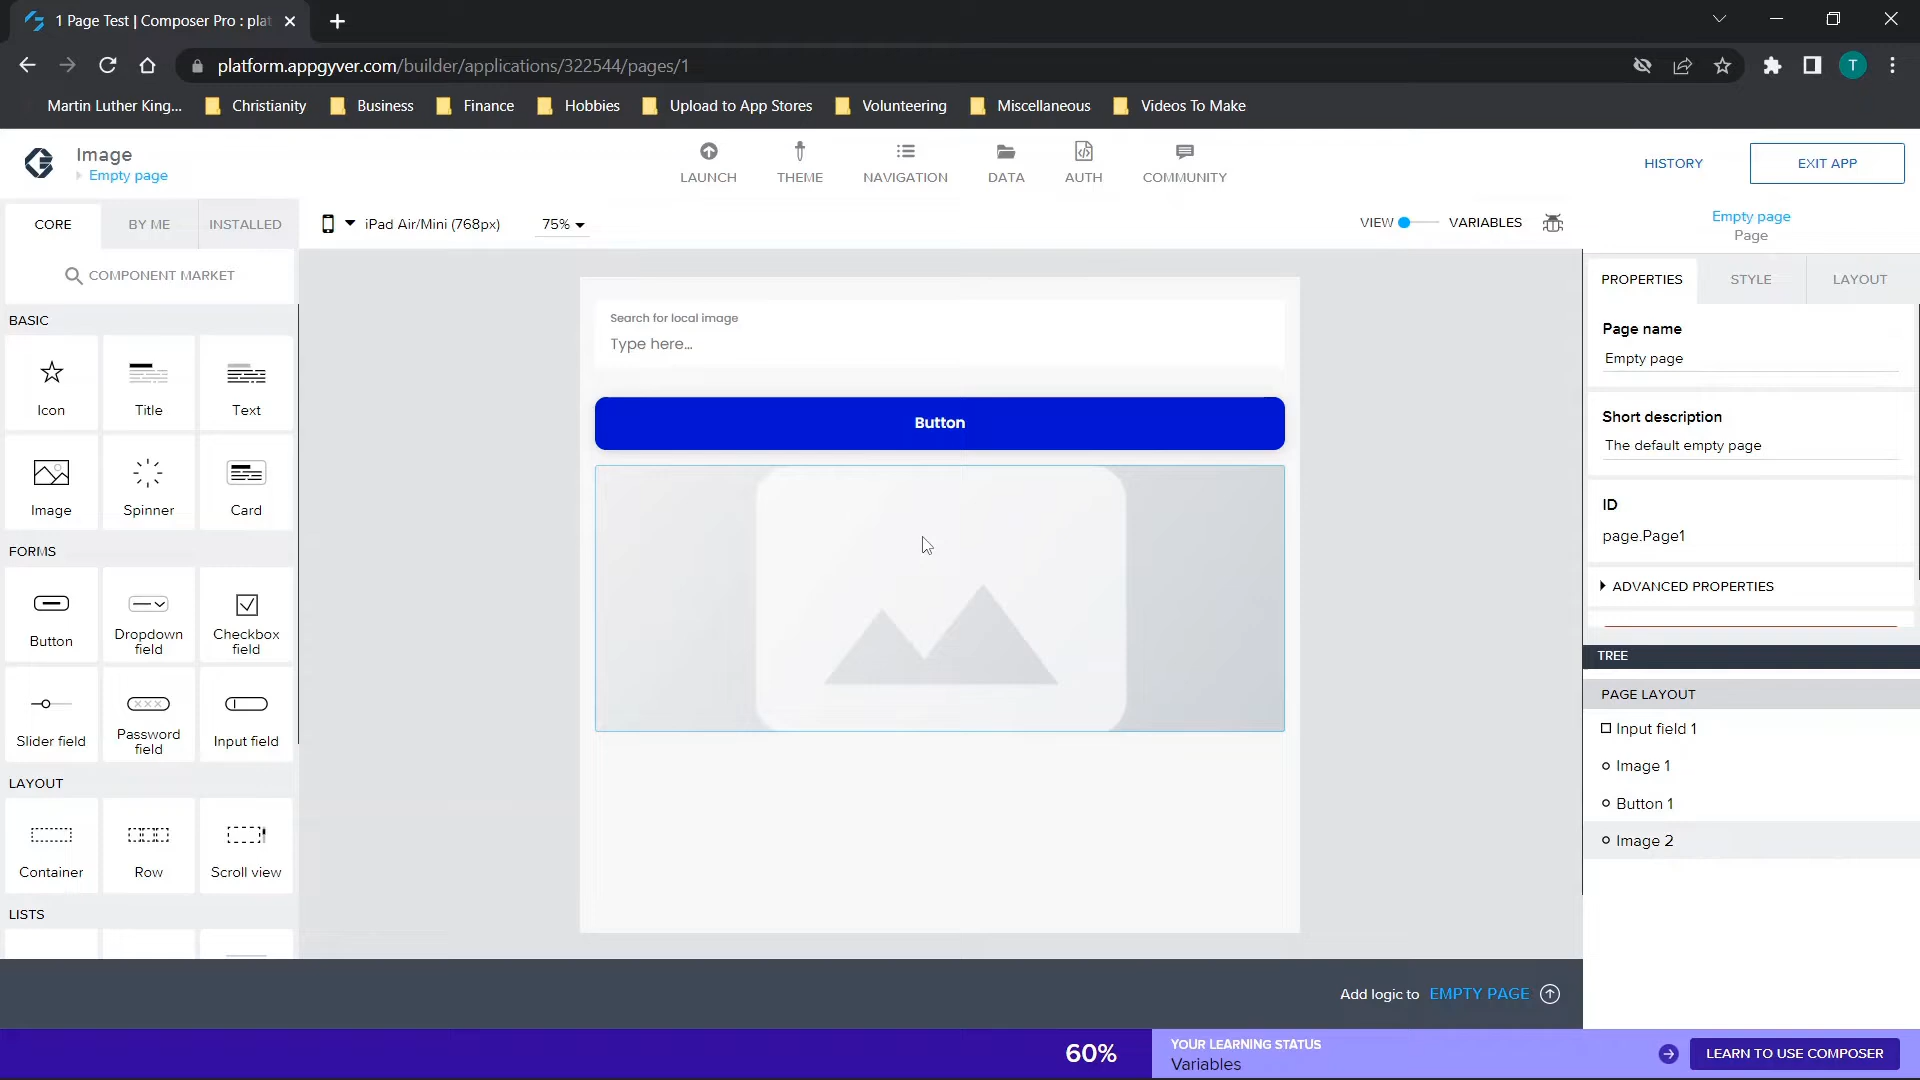 1 Page Test | Composer Pro : plat
platform.appgyver.com/builder/applications/322544/pages/1
T
Martin Luther King...
Christianity
Business
Finance
Hobbies
Upload to App Stores
Volunteering
Miscellaneous
Videos To Make
Image
Empty page
LAUNCH
THEME
NAVIGATION
DATA
AUTH
COMMUNITY
HISTORY
EXIT APP
CORE
BY ME
INSTALLED
iPad Air/Mini (768px)
75%
VIEW
VARIABLES
Empty page
Page
COMPONENT MARKET
PROPERTIES
STYLE
LAYOUT
BASIC
Icon
Title
Text
Image
Spinner
Card
FORMS
Button
Dropdown
field
Checkbox
field
Slider field
Password
field
Input field
LAYOUT
Container
Row
Scroll view
LISTS
Search for local image
Type here...
Button
Page name
Empty page
Short description
The default empty page
ID
page.Page1
ADVANCED PROPERTIES
TREE
PAGE LAYOUT
Input field 1
Image 1
Button 1
Image 2
Add logic to EMPTY PAGE
60%
YOUR LEARNING STATUS
Variables
LEARN TO USE COMPOSER